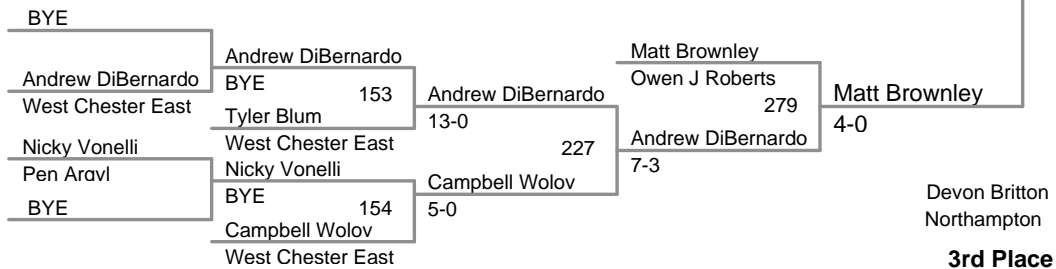 BYE
Andrew DiBernardo
West Chester East
Nicky Vonelli
Pen Argyl
BYE
Andrew DiBernardo
BYE
153
Tyler Blum
West Chester East
Nicky Vonelli
BYE
154
Campbell Wolov
West Chester East
Andrew DiBernardo
13-0
227
Campbell Wolov
5-0
Matt Brownley
Owen J Roberts
279
Andrew DiBernardo
7-3
Matt Brownley
4-0
Devon Britton
Northampton
3rd Place